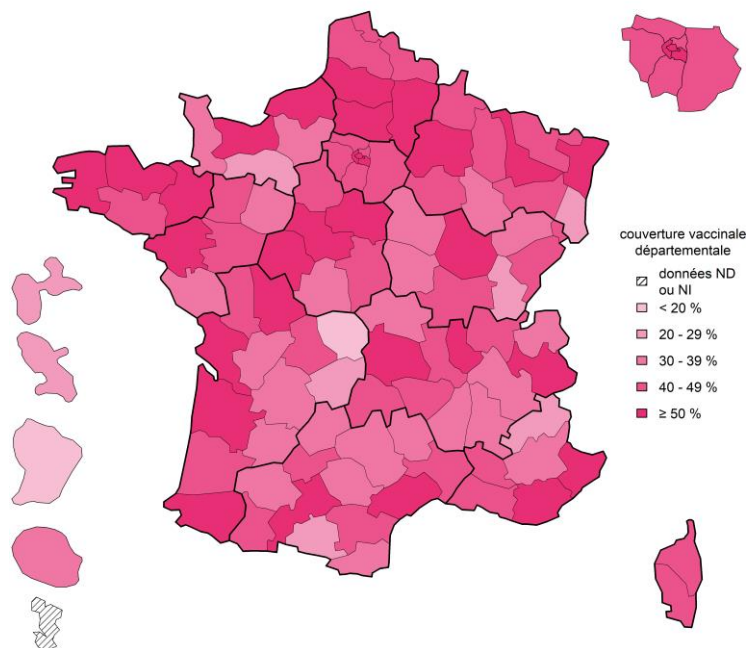 couverture vaccinale
départementale
données ND
ou NI
< 20 %
20 - 29 %
30 - 39 %
40 - 49 %
≥ 50 %